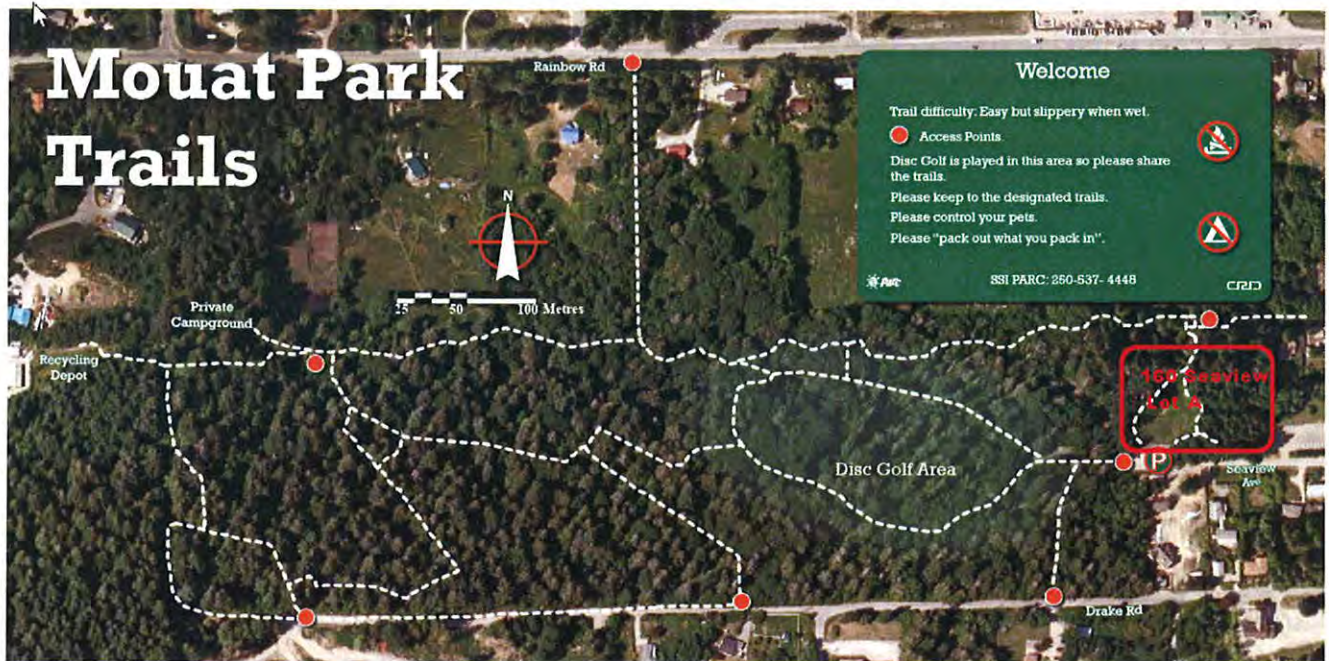 Mouat Park
Trails
Rainbow Rd
Welcome
Trail difficulty: Easy but slippery when wet.
Access Points
Disc Golf is played in this area so please share
the trails.
Please keep to the designated trails.
Please control your pets.
Please "pack out what you pack in".
PARC
SSI PARC: 250-537- 4448
CRD
N
25 50 100 Metres
Private
Campground
Recycling
Depot
160 Seaview
Lot A
Disc Golf Area
P
Seaview
Ave
Drake Rd